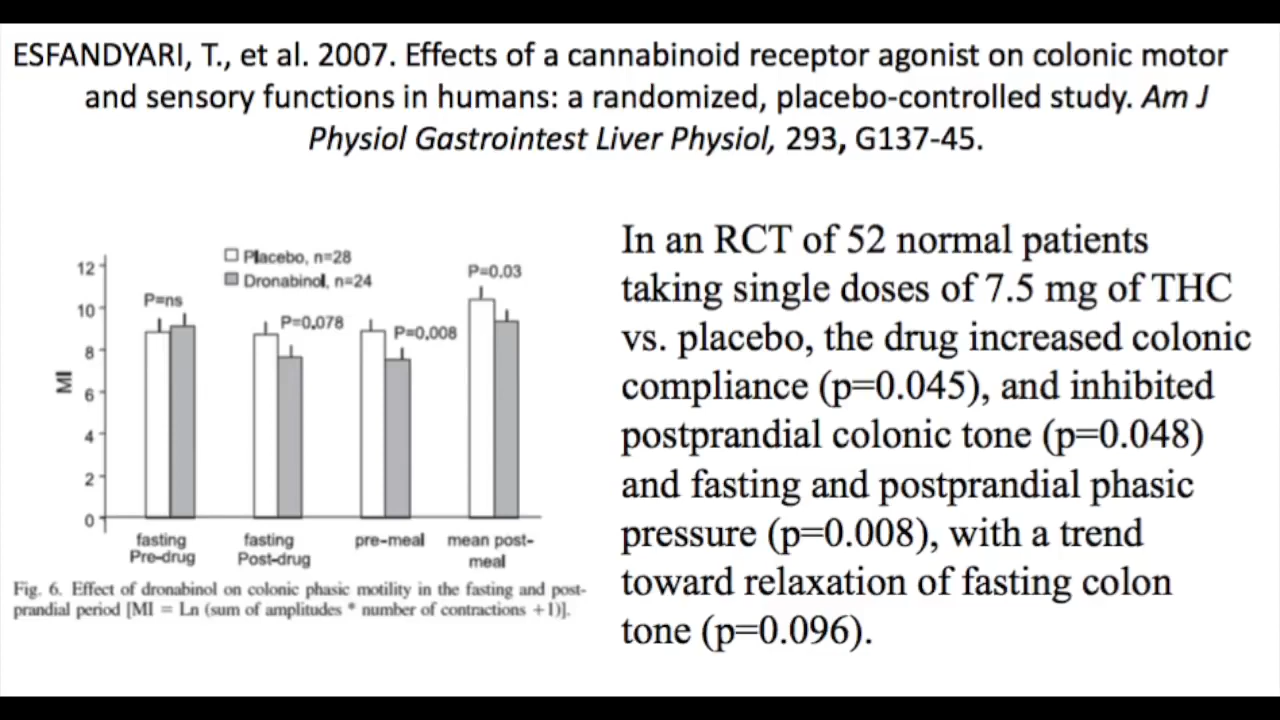 ESFANDYARI, T., et al. 2007. Effects of a cannabinoid receptor agonist on colonic motor
and sensory functions in humans: a randomized, placebo-controlled study. Am J
Physiol Gastrointest Liver Physiol, 293, G137-45.
Placebo, n=28
Dronabinol, n=24
P=ns
P=0.078
P=0.008
P=0.03
MI
12
10
8
6
4
2
0
fasting
Pre-drug
fasting
Post-drug
pre-meal
mean post-
meal
Fig. 6. Effect of dronabinol on colonic phasic motility in the fasting and post-
prandial period [MI = Ln (sum of amplitudes * number of contractions +1)].
In an RCT of 52 normal patients
taking single doses of 7.5 mg of THC
vs. placebo, the drug increased colonic
compliance (p=0.045), and inhibited
postprandial colonic tone (p=0.048)
and fasting and postprandial phasic
pressure (p=0.008), with a trend
toward relaxation of fasting colon
tone (p=0.096).